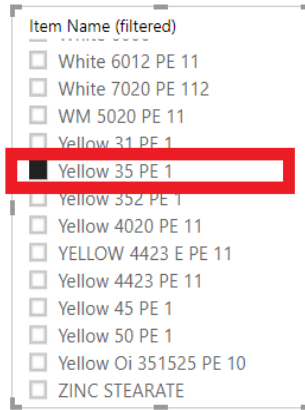 Item Name (filtered)
White 6012 PE 11
White 7020 PE 112
WM 5020 PE 11
Yellow 31 PE 1
Yellow 35 PE 1
Yellow 352 PE 1
Yellow 4020 PE 11
YELLOW 4423 E PE 11
Yellow 4423 PE 11
Yellow 45 PE 1
Yellow 50 PE 1
Yellow Oi 351525 PE 10
ZINC STEARATE